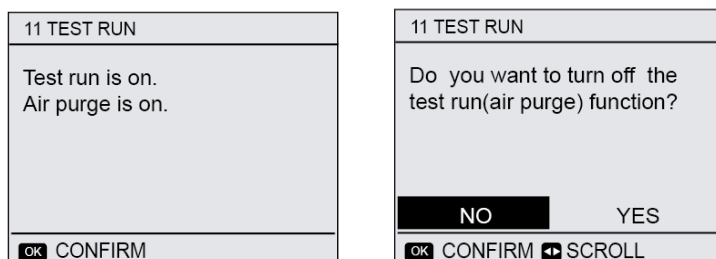 11 TEST RUN
Test run is on.
Air purge is on.
OK CONFIRM
11 TEST RUN
Do you want to turn off the
test run(air purge) function?
NO YES
OK CONFIRM SCROLL